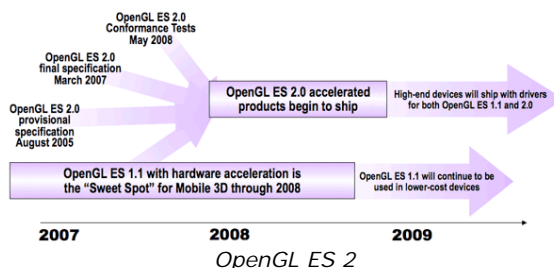 OpenGL ES 2.0
Conformance Tests
May 2008
OpenGL ES 2.0
final specification
March 2007
OpenGL ES 2.0
provisional
specification
August 2005
OpenGL ES 2.0 accelerated
products begin to ship
High-end devices will ship with drivers
for both OpenGL ES 1.1 and 2.0
OpenGL ES 1.1 with hardware acceleration is
the “Sweet Spot” for Mobile 3D through 2008
OpenGL ES 1.1 will continue to be
used in lower-cost devices
2007 2008 2009
OpenGL ES 2